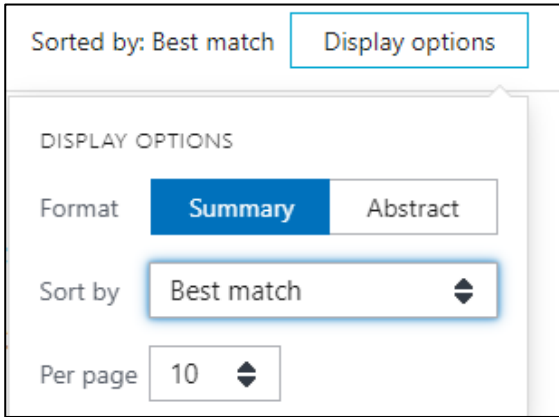 Sorted by: Best match Display options
DISPLAY OPTIONS
Format Summary Abstract
Sort by Best match
Per page 10